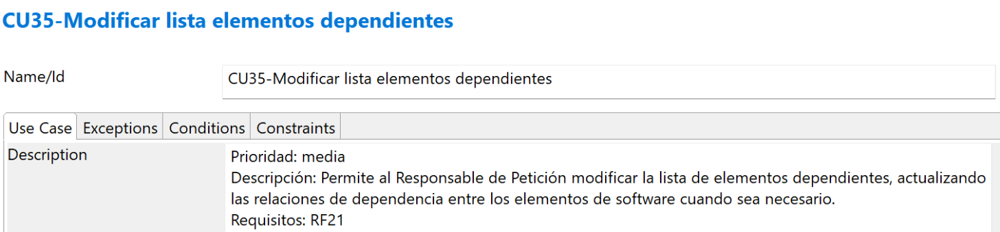 CU35-Modificar lista elementos dependientes
Name/Id
CU35-Modificar lista elementos dependientes
Use Case Exceptions Conditions Constraints
Description
Prioridad: media
Descripción: Permite al Responsable de Petición modificar la lista de elementos dependientes, actualizando
las relaciones de dependencia entre los elementos de software cuando sea necesario.
Requisitos: RF21